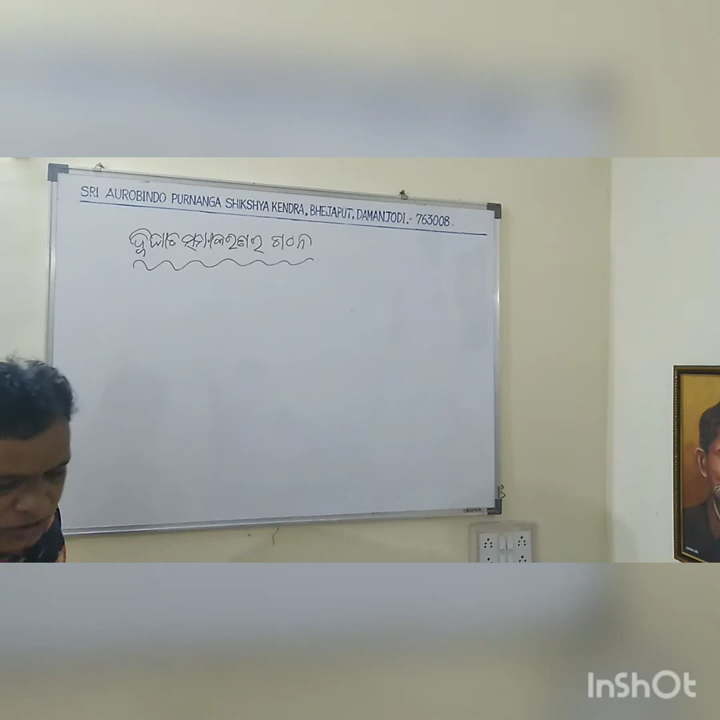 SRI AUROBINDO PURNANGA SHIKSHYA KENDRA, BHEJAPUT, DAMANJODI.- 763008.
ଦ୍ୱିଘାତ ସମୀକରଣର ଗଠନ
InShOt